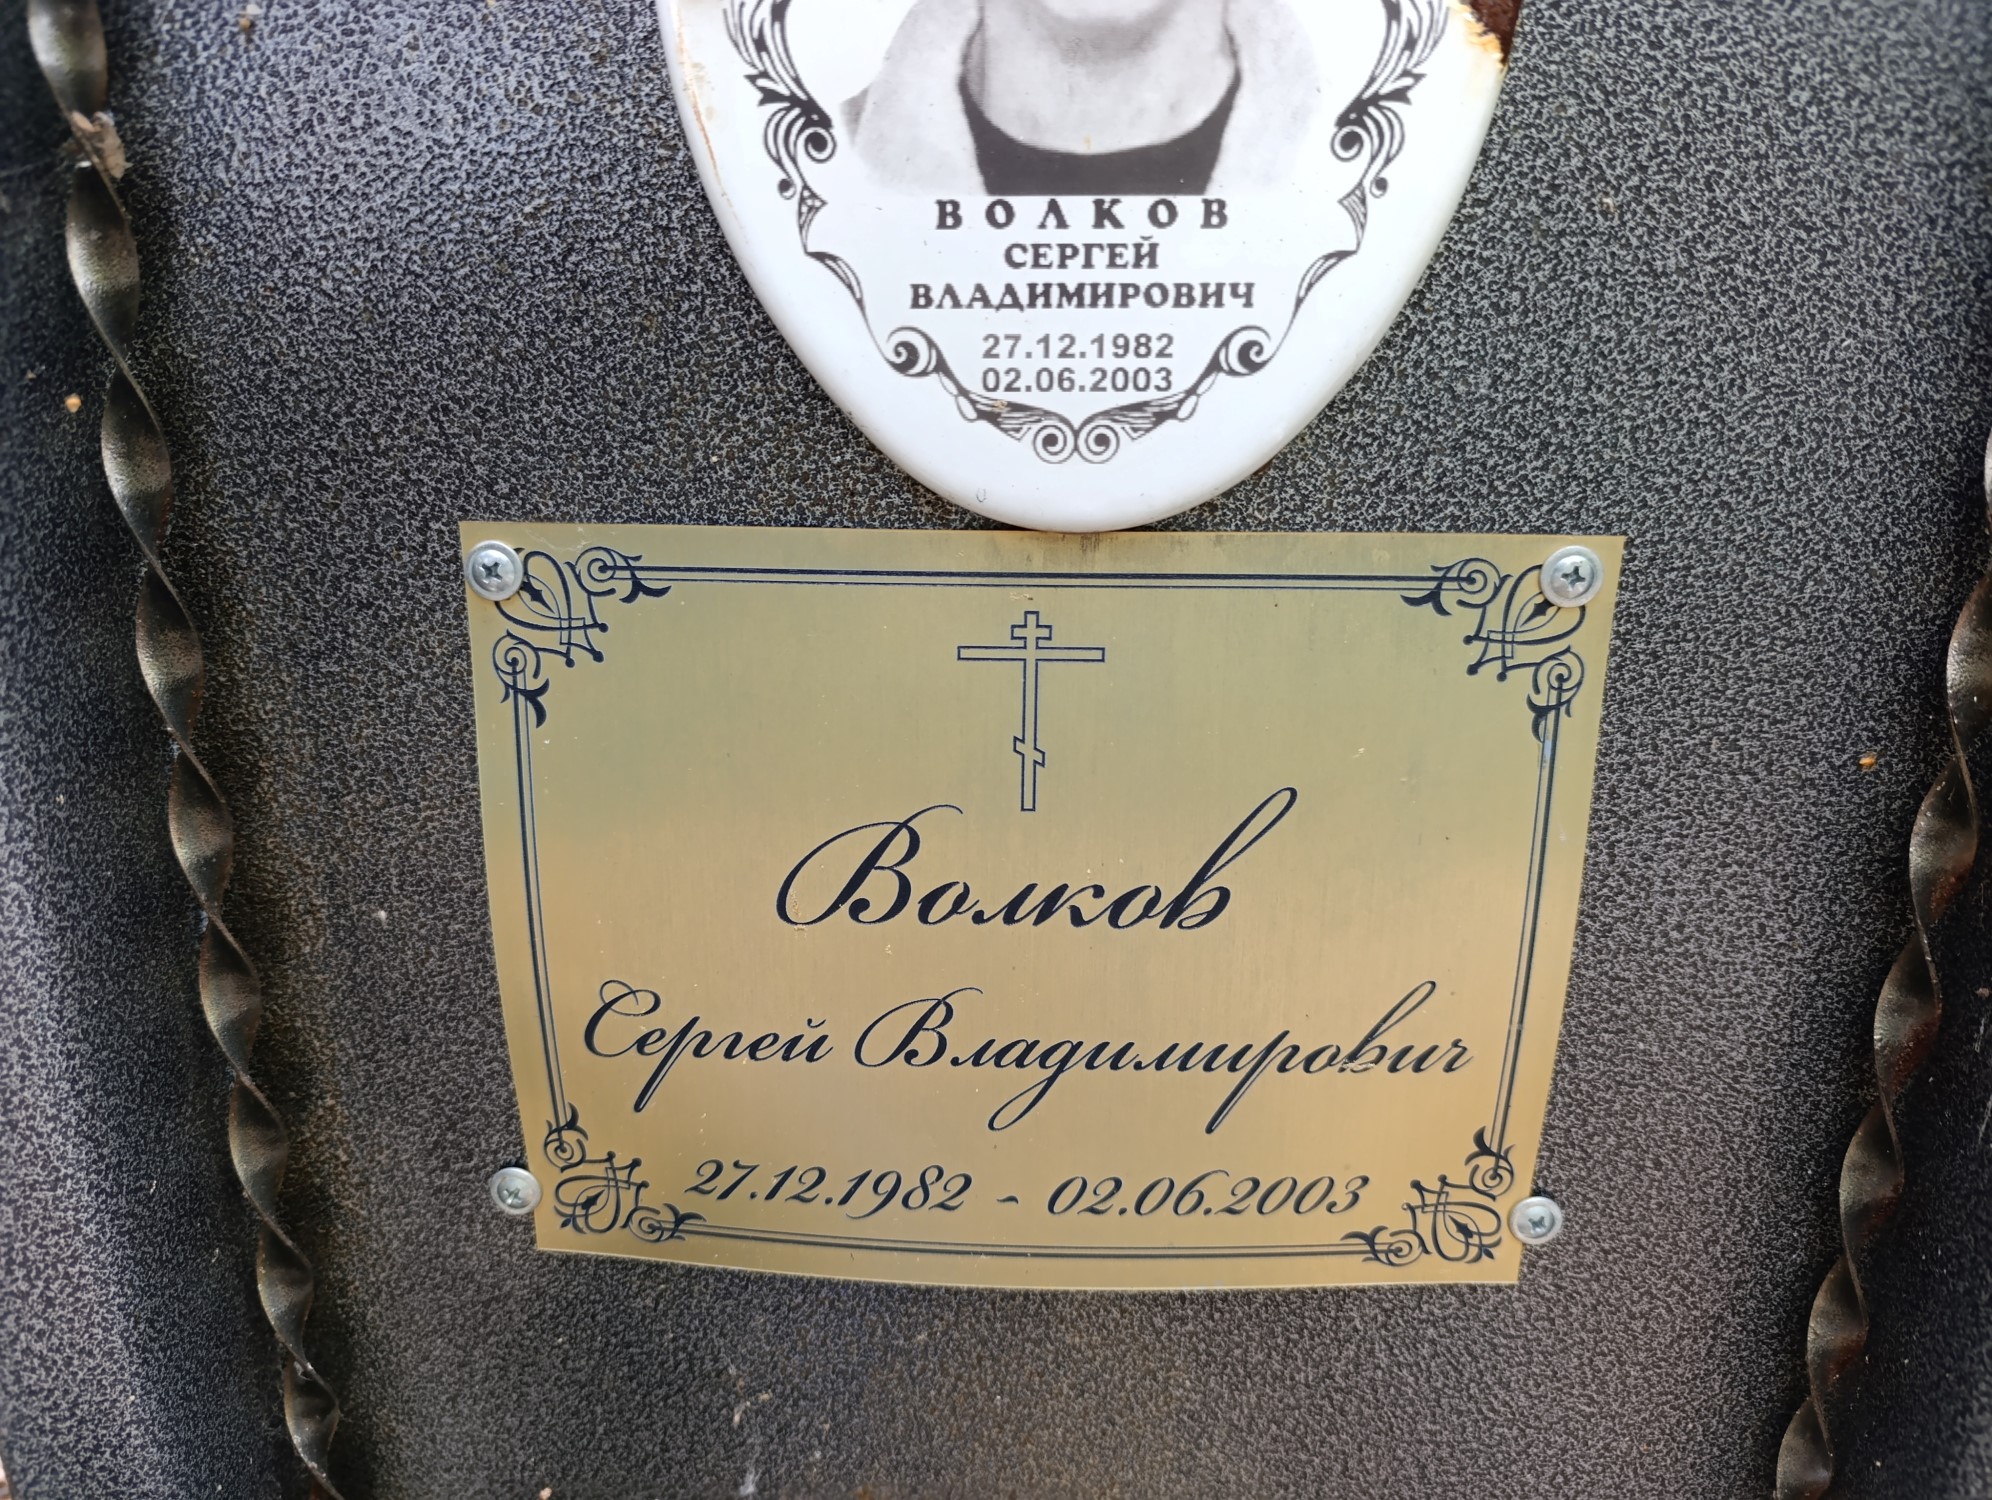 ВОЛКОВ
СЕРГЕЙ
ВЛАДИМИРОВИЧ
27.12.1982
02.06.2003
Волков
Сергей Владимирович
27.12.1982 - 02.06.2003